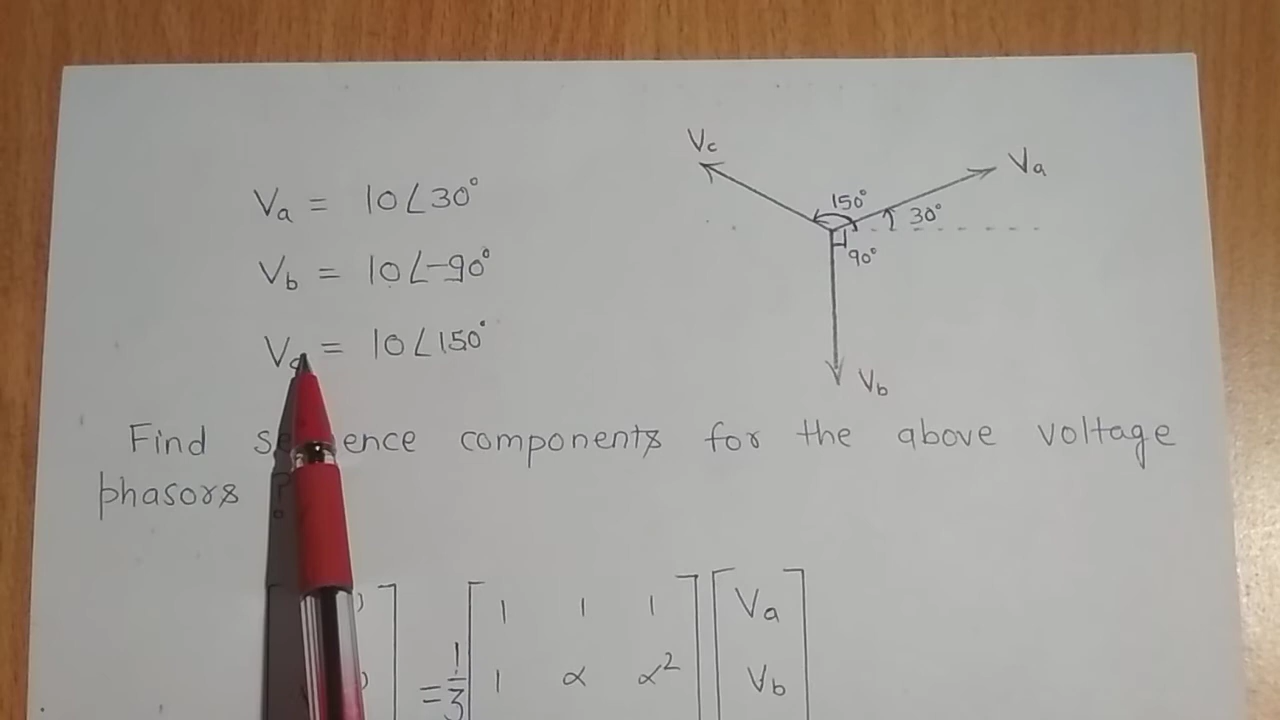 Va = 10∠30°
Vb = 10∠-90°
Vc = 10∠150°
Vc
Va
150°
30°
90°
Vb
Find components for the above voltage
phasors ?
= 1/3 [ 1 1 1 ] [ Va ]
1 α α² Vb